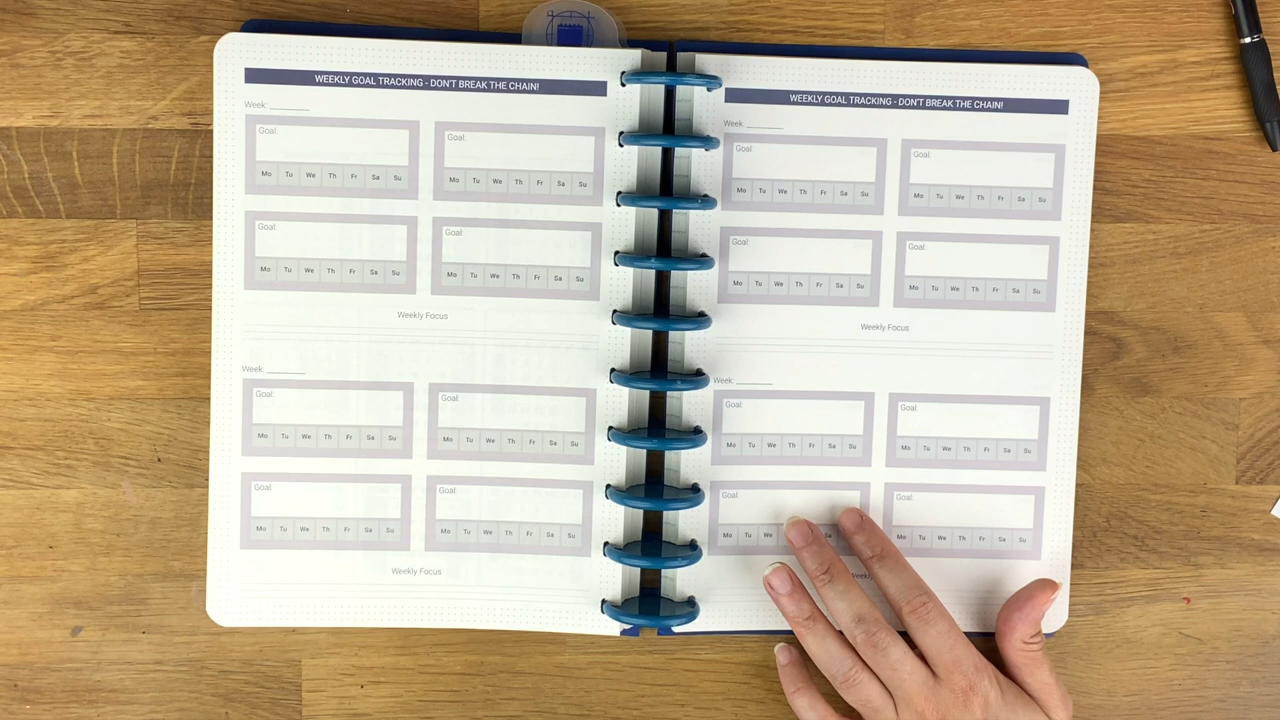 WEEKLY GOAL TRACKING - DON'T BREAK THE CHAIN!
Week: ________
Goal: Goal:
Mo Tu We Th Fr Sa Su Mo Tu We Th Fr Sa Su
Goal: Goal:
Mo Tu We Th Fr Sa Su Mo Tu We Th Fr Sa Su
Weekly Focus
Week: ________
Goal: Goal:
Mo Tu We Th Fr Sa Su Mo Tu We Th Fr Sa Su
Goal: Goal:
Mo Tu We Th Fr Sa Su Mo Tu We Th Fr Sa Su
Weekly Focus
WEEKLY GOAL TRACKING - DON'T BREAK THE CHAIN!
Week: ________
Goal: Goal:
Mo Tu We Th Fr Sa Su Mo Tu We Th Fr Sa Su
Goal: Goal:
Mo Tu We Th Fr Sa Su Mo Tu We Th Fr Sa Su
Week: ________
Weekly Focus
Goal: Goal:
Mo Tu We Th Fr Sa Su Mo Tu We Th Fr Sa Su
Goal: Goal:
Mo Tu We Sa Mo Tu We Th Fr Sa Su